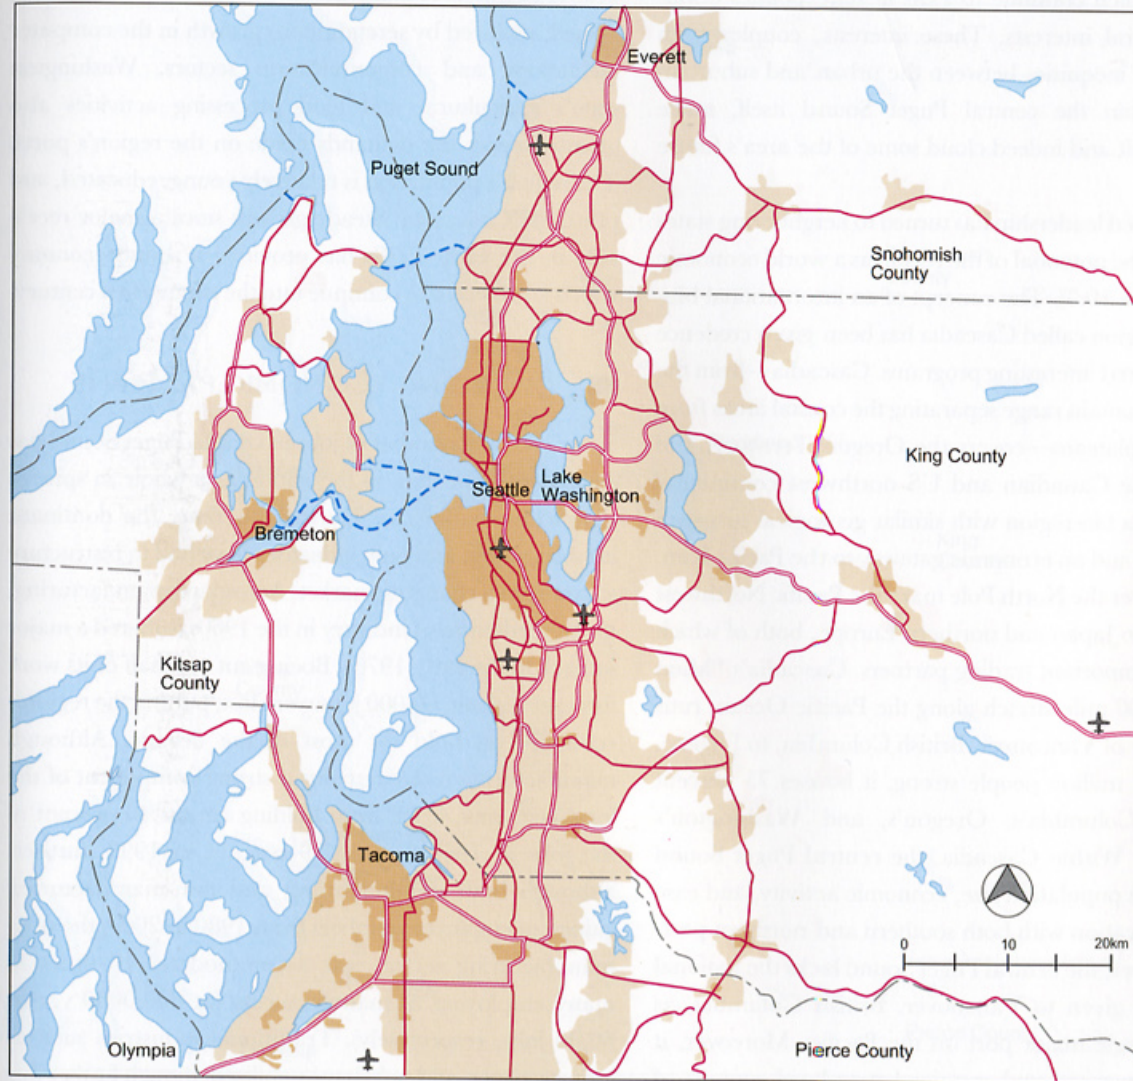 Everett
Puget Sound
Snohomish
County
King County
Lake
Washington
Seattle
Bremeton
Kitsap
County
Tacoma
0 10 20km
Olympia
Pierce County